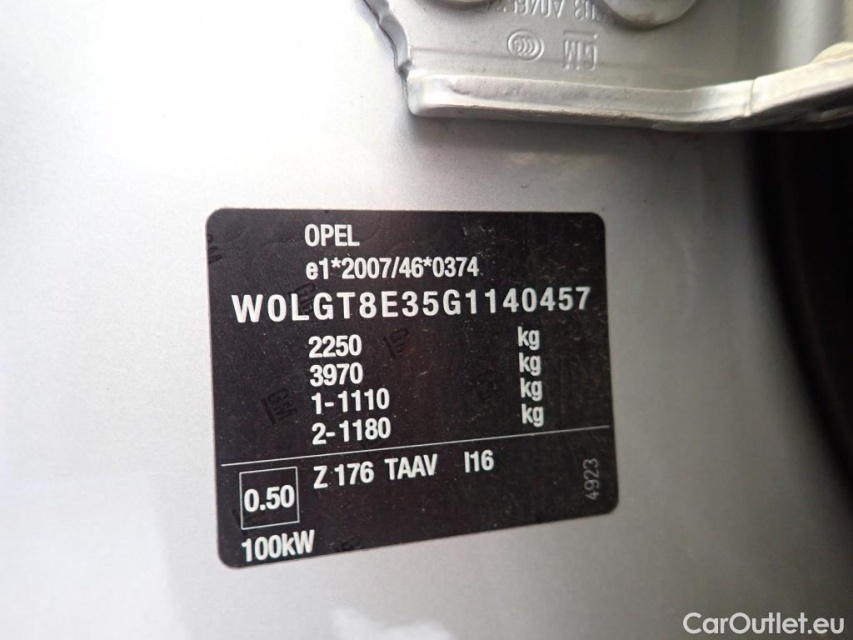 GM
OPEL
e1*2007/46*0374
W0LGT8E35G1140457
2250 kg
3970 kg
1-1110 kg
2-1180 kg
0.50 Z 176 TAAV I16
4923
100kW
CarOutlet.eu